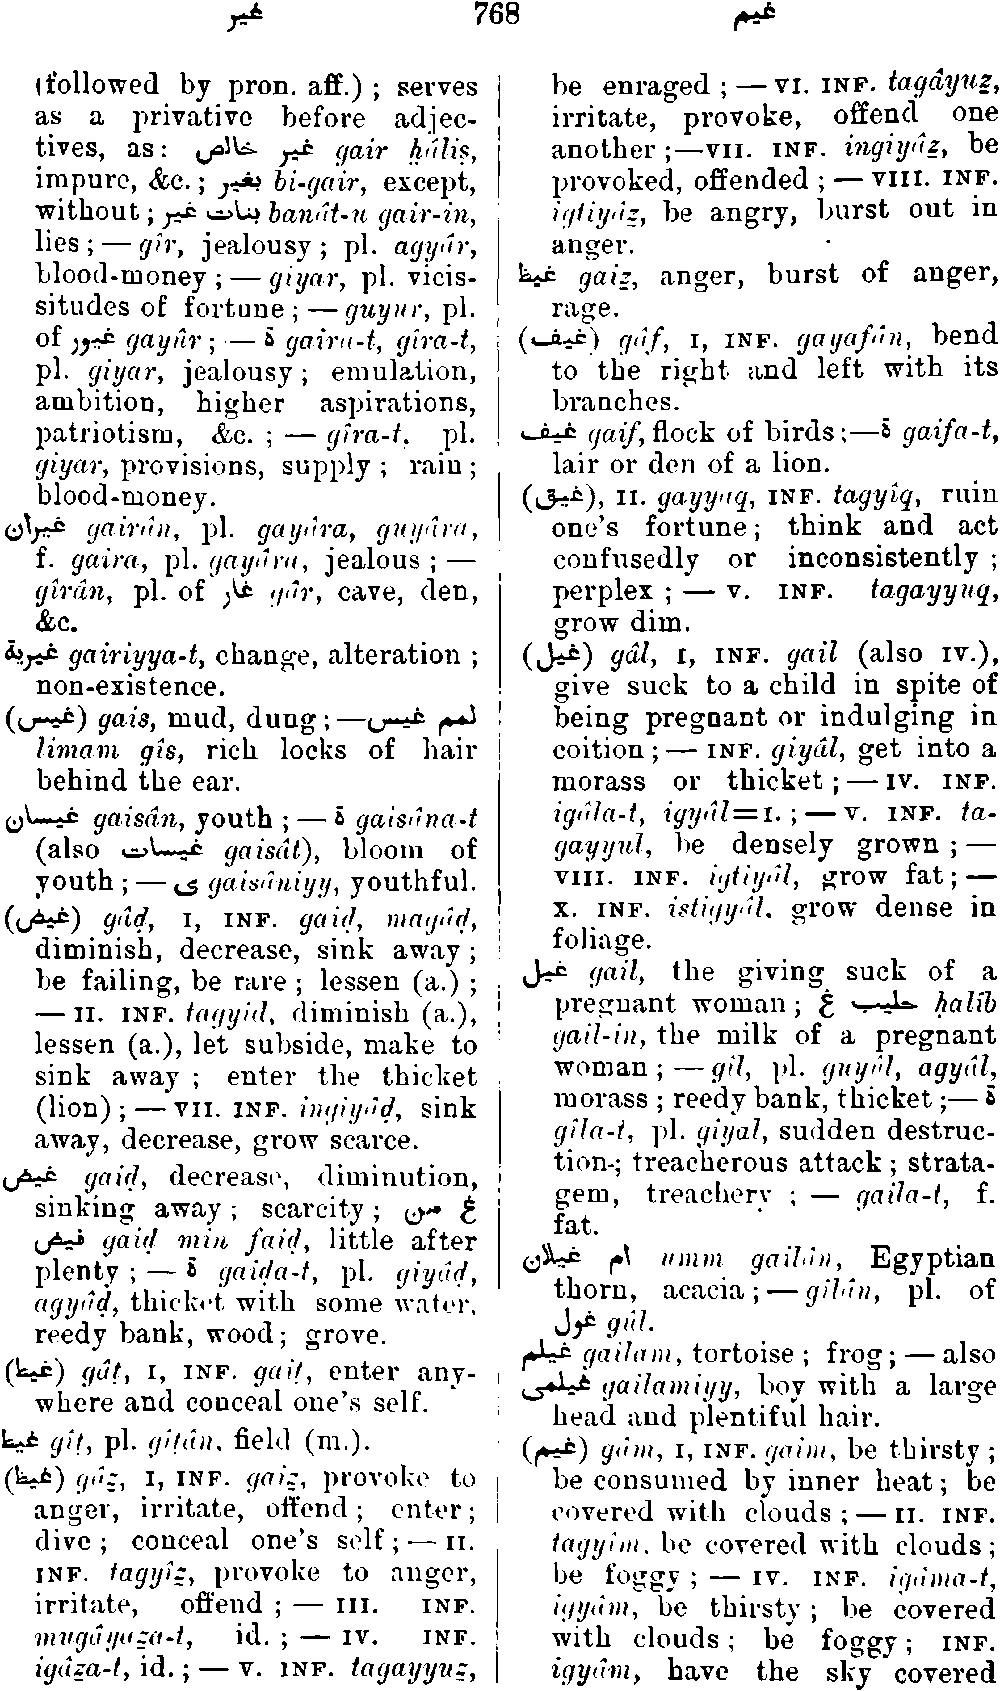 غير 768 غيم
(followed by pron. aff.) ; serves
as a privative before adjec-
tives, as: غير خالص gair ḫâliṣ,
impure, &c. ; بغير bi-gair, except,
without ; بنات غير banât-u gair-in,
lies ; — gîr, jealousy ; pl. agyâr,
blood-money ; — giyar, pl. vicis-
situdes of fortune ; — guyur, pl.
of غيور gayûr ; — ة gaira-t, gîra-t,
pl. giyar, jealousy ; emulation,
ambition, higher aspirations,
patriotism, &c. ; — gîra-t, pl.
giyar, provisions, supply ; rain ;
blood-money.
غيران gairân, pl. gayâra, guyâra,
f. gaira, pl. gayâra, jealous ; —
gîrân, pl. of غار gâr, cave, den,
&c.
غيرية gairiyya-t, change, alteration ;
non-existence.
(غيس) gais, mud, dung ; — لمم غيس
limam gîs, rich locks of hair
behind the ear.
غيسان gaisân, youth ; — ة gaisâna-t
(also غيسات gaisât), bloom of
youth ; — ى gaisâniyy, youthful.
(غيض) gâḍ, I, INF. gaiḍ, magâḍ,
diminish, decrease, sink away ;
be failing, be rare ; lessen (a.) ;
— II. INF. tagyîd, diminish (a.),
lessen (a.), let subside, make to
sink away ; enter the thicket
(lion) ; — VII. INF. ingiyâḍ, sink
away, decrease, grow scarce.
غيض gaiḍ, decrease, diminution,
sinking away ; scarcity ; غ من
فيض gaiḍ min faiḍ, little after
plenty ; — ة gaiḍa-t, pl. giyâḍ,
agyâḍ, thicket with some water,
reedy bank, wood ; grove.
(غيط) gâṭ, I, INF. gaiṭ, enter any-
where and conceal one's self.
غيط gîṭ, pl. gîṭân, field (m.).
(غيظ) gâẓ, I, INF. gaiẓ, provoke to
anger, irritate, offend ; enter ;
dive ; conceal one's self ; — II.
INF. tagyîẓ, provoke to anger,
irritate, offend ; — III. INF.
mugâyaẓa-t, id. ; — IV. INF.
igâẓa-t, id. ; — V. INF. tagayyuẓ,
be enraged ; — VI. INF. tagâyuẓ,
irritate, provoke, offend one
another ; — VII. INF. ingiyâẓ, be
provoked, offended ; — VIII. INF.
igtiyâẓ, be angry, burst out in
anger.
غيظ gaiẓ, anger, burst of anger,
rage.
(غيف) gâf, I, INF. gayafân, bend
to the right and left with its
branches.
غيف gaif, flock of birds ; — ة gaifa-t,
lair or den of a lion.
(غيق), II. gayyaq, INF. tagyîq, ruin
one's fortune ; think and act
confusedly or inconsistently ;
perplex ; — V. INF. tagayyuq,
grow dim.
(غيل) gâl, I, INF. gail (also IV.),
give suck to a child in spite of
being pregnant or indulging in
coition ; — INF. giyâl, get into a
morass or thicket ; — IV. INF.
igâla-t, igyâl = I. ; — V. INF. ta-
gayyul, be densely grown ; —
VIII. INF. igtiyâl, grow fat ; —
X. INF. istigyâl, grow dense in
foliage.
غيل gail, the giving suck of a
pregnant woman ; حليب غ ḥalîb
gail-in, the milk of a pregnant
woman ; — gîl, pl. guyûl, agyâl,
morass ; reedy bank, thicket ; — ة
gîla-t, pl. giyal, sudden destruc-
tion ; treacherous attack ; strata-
gem, treachery ; — gaila-t, f.
fat.
ام غيلان umm gailân, Egyptian
thorn, acacia ; — gîlân, pl. of
غول gûl.
غيلم gailam, tortoise ; frog ; — also
غيلمى gailamiyy, boy with a large
head and plentiful hair.
(غيم) gâm, I, INF. gaim, be thirsty ;
be consumed by inner heat ; be
covered with clouds ; — II. INF.
tagyîm, be covered with clouds ;
be foggy ; — IV. INF. igâma-t,
igyâm, be thirsty ; be covered
with clouds ; be foggy ; INF.
igyâm, have the sky covered